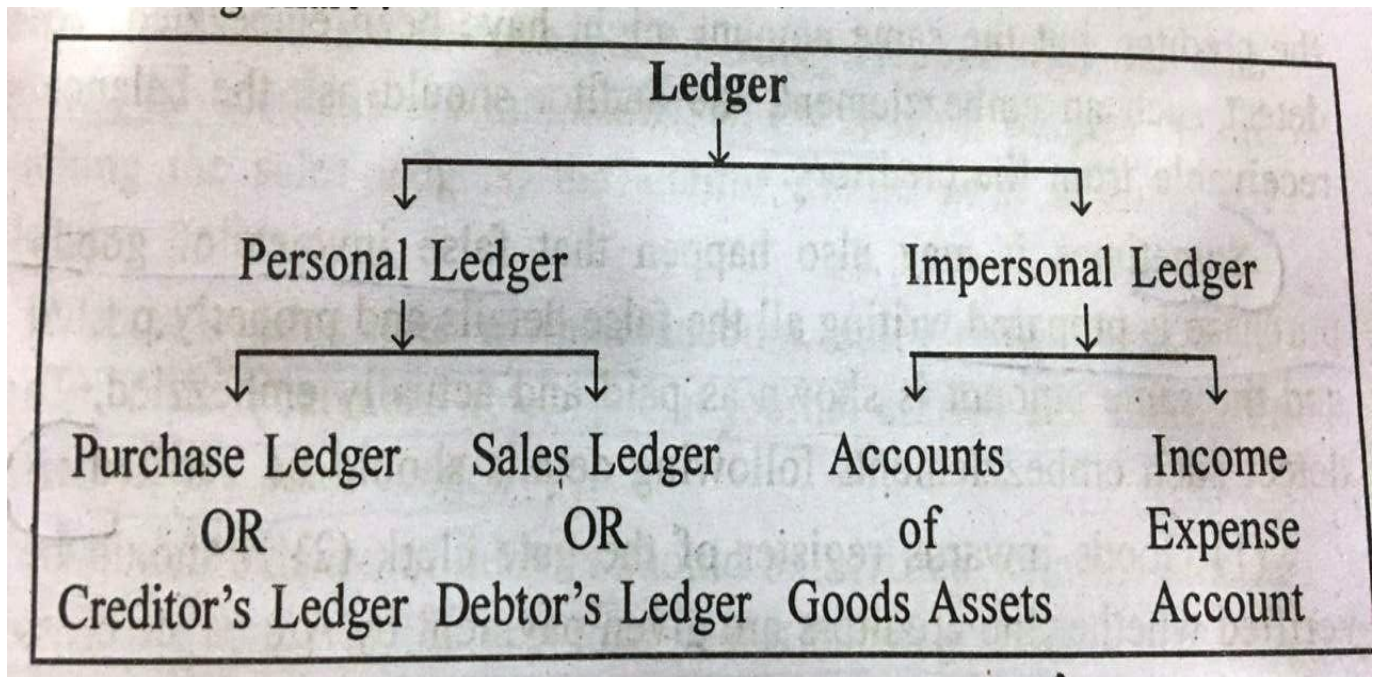 Ledger
Personal Ledger Impersonal Ledger
Purchase Ledger Sales Ledger Accounts Income
OR OR of Expense
Creditor's Ledger Debtor's Ledger Goods Assets Account